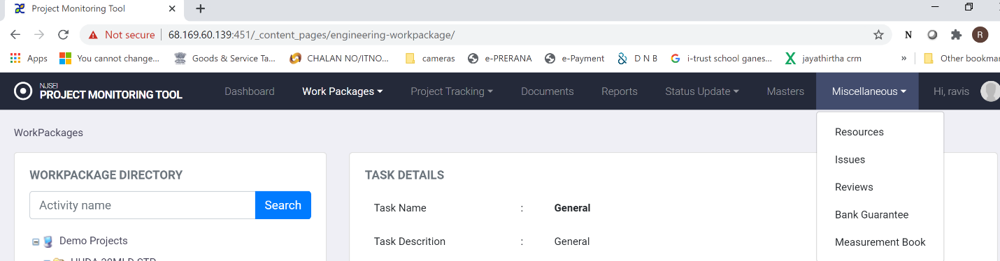 Project Monitoring Tool
Not secure 68.169.60.139:451/_content_pages/engineering-workpackage/ N R
Apps You cannot change... Goods & Service Ta... CHALAN NO/ITNO... cameras e-PRERANA e-Payment D N B i-trust school ganes... jayathirtha crm » Other bookmar
NJSEI
PROJECT MONITORING TOOL Dashboard Work Packages Project Tracking Documents Reports Status Update Masters Miscellaneous Hi, ravis
WorkPackages
Resources
Issues
Reviews
Bank Guarantee
Measurement Book
WORKPACKAGE DIRECTORY
Activity name Search
Demo Projects
TASK DETAILS
Task Name : General
Task Descrition : General